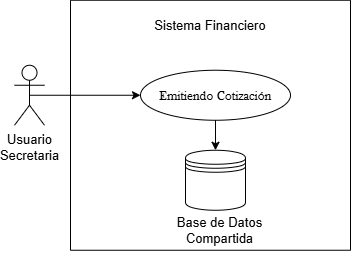 Sistema Financiero
Emitiendo Cotización
Usuario
Secretaria
Base de Datos
Compartida